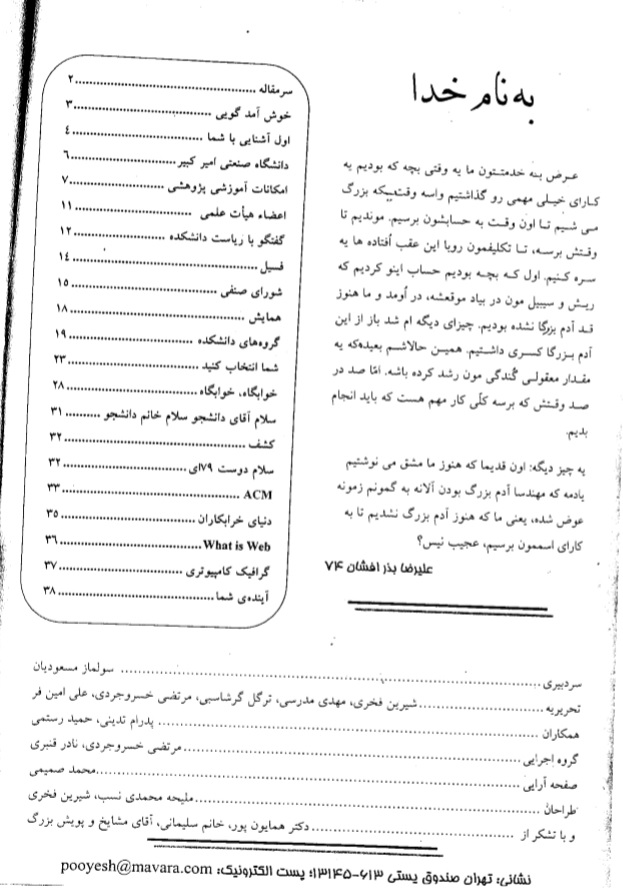 به نام خدا
عرض بنه خدمتتون ما یه وقتی بچه که بودیم یه
کارای خیلی مهمی رو گذاشتیم واسه وقتیکه بزرگ
می شیم تا اون وقت به حسابشون برسیم. موندیم تا
وقتش برسه، تا تکلیفمون روبا این عقب اُفتاده ها یه
سره کنیم. اول که بچه بودیم حساب اینو کردیم که
ریش و سیبیل مون در بیاد موقعشه، در اُومد و ما هنوز
قد آدم بزرگا نشده بودیم. چیزای دیگه ام شد باز از این
آدم بزرگا کسری داشتیم. همین حالاشم بعیدهکه یه
مقدار معقولی گُندگی مون رشد کرده باشه. امّا صد در
صد وقتش که برسه کلّی کار مهم هست که باید انجام
بدیم.
یه چیز دیگه: اون قدیما که هنوز ما مشق می نوشتیم
یادمه که مهندسا آدم بزرگ بودن آلانه به گمونم زمونه
عوض شده، یعنی ما که هنوز آدم بزرگ نشدیم تا به
کارای اسممون برسیم، عجیب نیس؟
علیرضا بذر افشان ۷۴
سرمقاله ..... ۲
خوش آمد گویی ..... ۳
اول آشنایی با شما ..... ۴
دانشگاه صنعتی امیر کبیر ..... ۶
امکانات آموزشی پژوهشی ..... ۷
اعضاء هیأت علمی ..... ۱۱
گفتگو با ریاست دانشکده ..... ۱۲
فسیل ..... ۱۴
شورای صنفی ..... ۱۵
همایش ..... ۱۸
گروه‌های دانشکده ..... ۱۹
شما انتخاب کنید ..... ۲۳
خوابگاه، خوابگاه ..... ۲۸
سلام آقای دانشجو سلام خانم دانشجو ..... ۳۱
کشف ..... ۳۲
سلام دوست ۷۹ای ..... ۳۲
ACM ..... ۳۳
دنیای خرابکاران ..... ۳۵
What is Web ..... ۳۶
گرافیک کامپیوتری ..... ۳۷
آینده‌ی شما ..... ۳۸
سردبیری ..... سولماز مسعودیان
تحریریه ..... شیرین فخری، مهدی مدرسی، ترگل گرشاسبی، مرتضی خسروجردی، علی امین فر
همکاران ..... پدرام تدینی، حمید رستمی
گروه اجرایی ..... مرتضی خسروجردی، نادر قنبری
صفحه آرایی ..... محمد صمیمی
طراحان ..... ملیحه محمدی نسب، شیرین فخری
و با تشکر از ..... دکتر همایون پور، خانم سلیمانی، آقای مشایخ و پویش بزرگ
نشانی: تهران صندوق پستی ۶۱۳-۱۳۱۴۵؛ پست الکترونیک: pooyesh@mavara.com